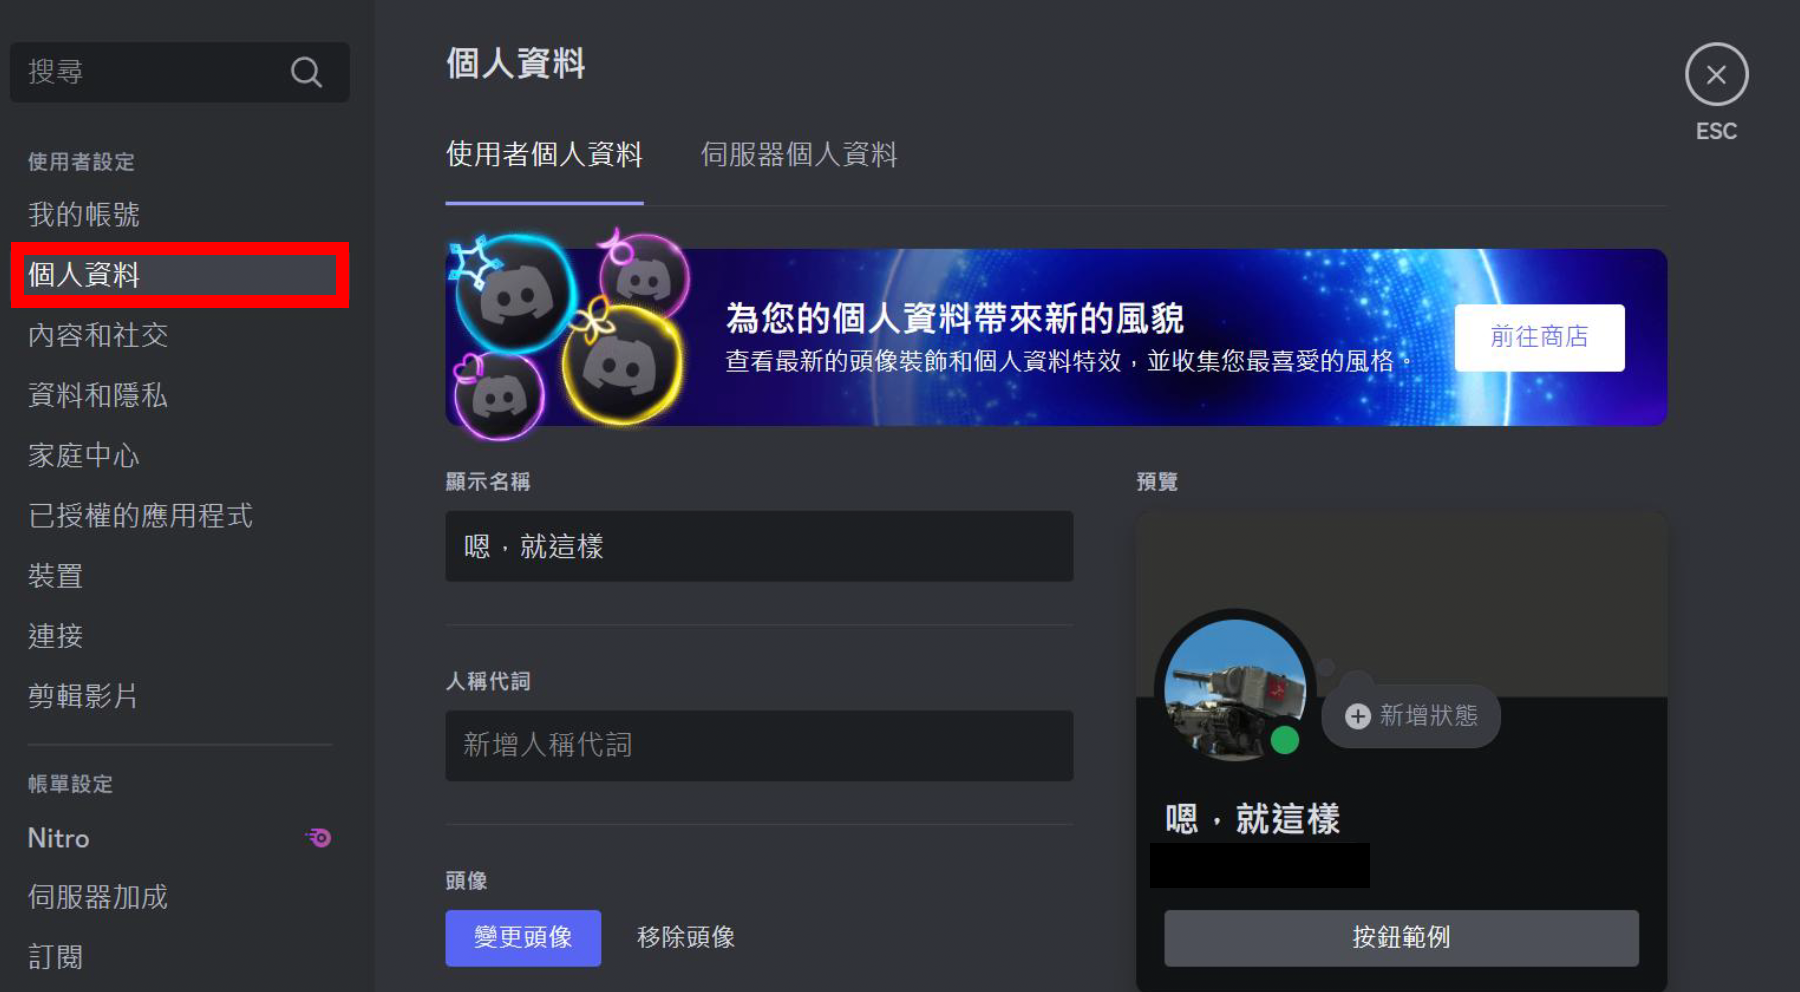 搜尋
使用者設定
我的帳號
個人資料
內容和社交
資料和隱私
家庭中心
已授權的應用程式
裝置
連接
剪輯影片
帳單設定
Nitro
伺服器加成
訂閱
個人資料
ESC
使用者個人資料
伺服器個人資料
為您的個人資料帶來新的風貌
查看最新的頭像裝飾和個人資料特效，並收集您最喜愛的風格。
前往商店
顯示名稱
嗯，就這樣
人稱代詞
新增人稱代詞
頭像
變更頭像
移除頭像
預覽
新增狀態
嗯，就這樣
按鈕範例